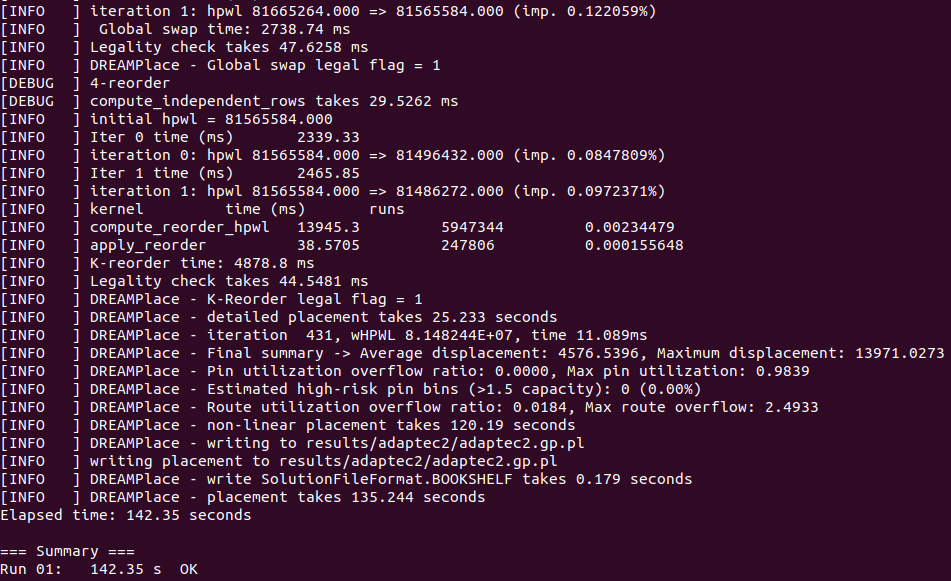 [INFO   ] iteration 1: hpwl 81665264.000 => 81565584.000 (imp. 0.122059%)
[INFO   ]  Global swap time: 2738.74 ms
[INFO   ] Legality check takes 47.6258 ms
[INFO   ] DREAMPlace - Global swap legal flag = 1
[DEBUG  ] 4-reorder
[DEBUG  ] compute_independent_rows takes 29.5262 ms
[INFO   ] initial hpwl = 81565584.000
[INFO   ] Iter 0 time (ms)       2339.33
[INFO   ] iteration 0: hpwl 81565584.000 => 81496432.000 (imp. 0.0847809%)
[INFO   ] Iter 1 time (ms)       2465.85
[INFO   ] iteration 1: hpwl 81565584.000 => 81486272.000 (imp. 0.0972371%)
[INFO   ] kernel         time (ms)       runs
[INFO   ] compute_reorder_hpwl   13945.3         5947344         0.00234479
[INFO   ] apply_reorder          38.5705         247806          0.000155648
[INFO   ] K-reorder time: 4878.8 ms
[INFO   ] Legality check takes 44.5481 ms
[INFO   ] DREAMPlace - K-Reorder legal flag = 1
[INFO   ] DREAMPlace - detailed placement takes 25.233 seconds
[INFO   ] DREAMPlace - iteration  431, wHPWL 8.148244E+07, time 11.089ms
[INFO   ] DREAMPlace - Final summary -> Average displacement: 4576.5396, Maximum displacement: 13971.0273
[INFO   ] DREAMPlace - Pin utilization overflow ratio: 0.0000, Max pin utilization: 0.9839
[INFO   ] DREAMPlace - Estimated high-risk pin bins (>1.5 capacity): 0 (0.00%)
[INFO   ] DREAMPlace - Route utilization overflow ratio: 0.0184, Max route overflow: 2.4933
[INFO   ] DREAMPlace - non-linear placement takes 120.19 seconds
[INFO   ] DREAMPlace - writing to results/adaptec2/adaptec2.gp.pl
[INFO   ] writing placement to results/adaptec2/adaptec2.gp.pl
[INFO   ] DREAMPlace - write SolutionFileFormat.BOOKSHELF takes 0.179 seconds
[INFO   ] DREAMPlace - placement takes 135.244 seconds
Elapsed time: 142.35 seconds

=== Summary ===
Run 01:   142.35 s  OK